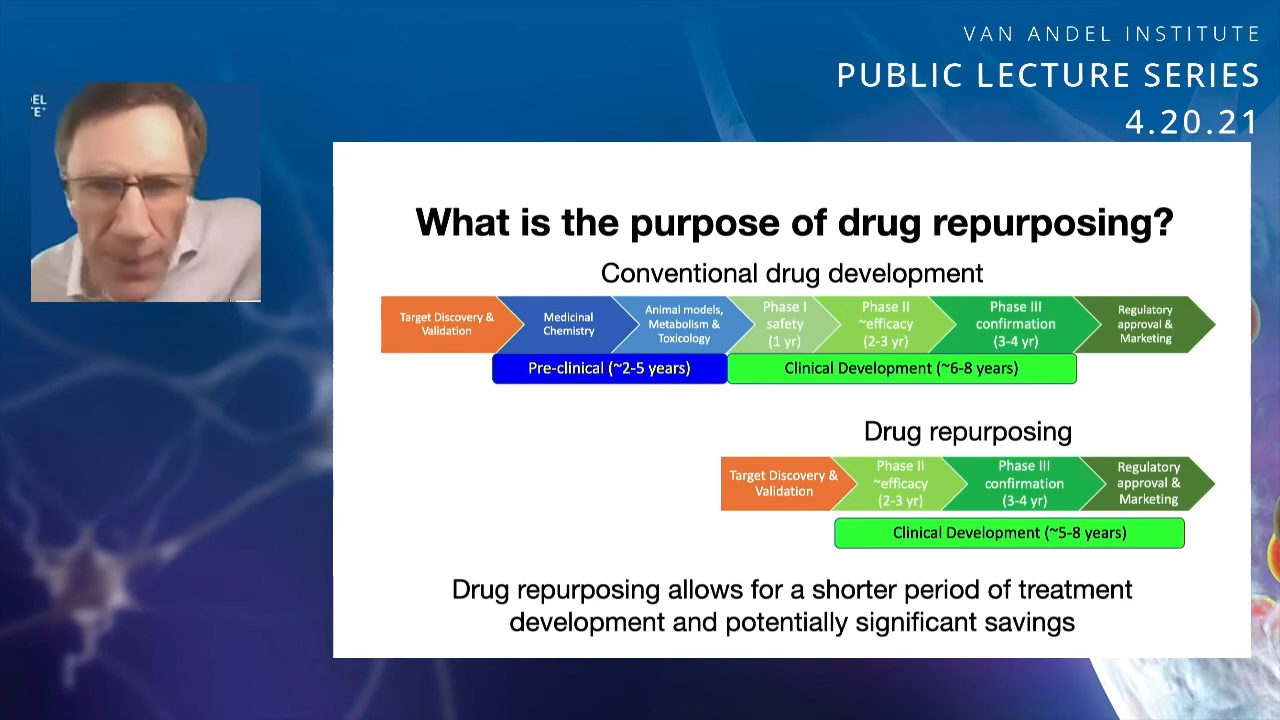 VAN ANDEL INSTITUTE
PUBLIC LECTURE SERIES
4.20.21
What is the purpose of drug repurposing?
Conventional drug development
Target Discovery &
Validation
Medicinal
Chemistry
Animal models,
Metabolism &
Toxicology
Phase I
safety
(1 yr)
Phase II
~efficacy
(2-3 yr)
Phase III
confirmation
(3-4 yr)
Regulatory
approval &
Marketing
Pre-clinical (~2-5 years)
Clinical Development (~6-8 years)
Drug repurposing
Target Discovery &
Validation
Phase II
~efficacy
(2-3 yr)
Phase III
confirmation
(3-4 yr)
Regulatory
approval &
Marketing
Clinical Development (~5-8 years)
Drug repurposing allows for a shorter period of treatment
development and potentially significant savings